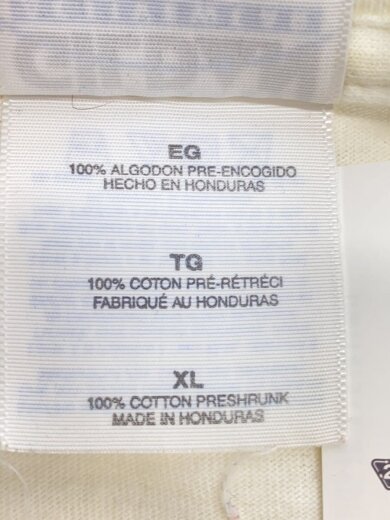 EG
100% ALGODON PRE-ENCOGIDO
HECHO EN HONDURAS
TG
100% COTON PRÉ-RÉTRÉCI
FABRIQUÉ AU HONDURAS
XL
100% COTTON PRESHRUNK
MADE IN HONDURAS